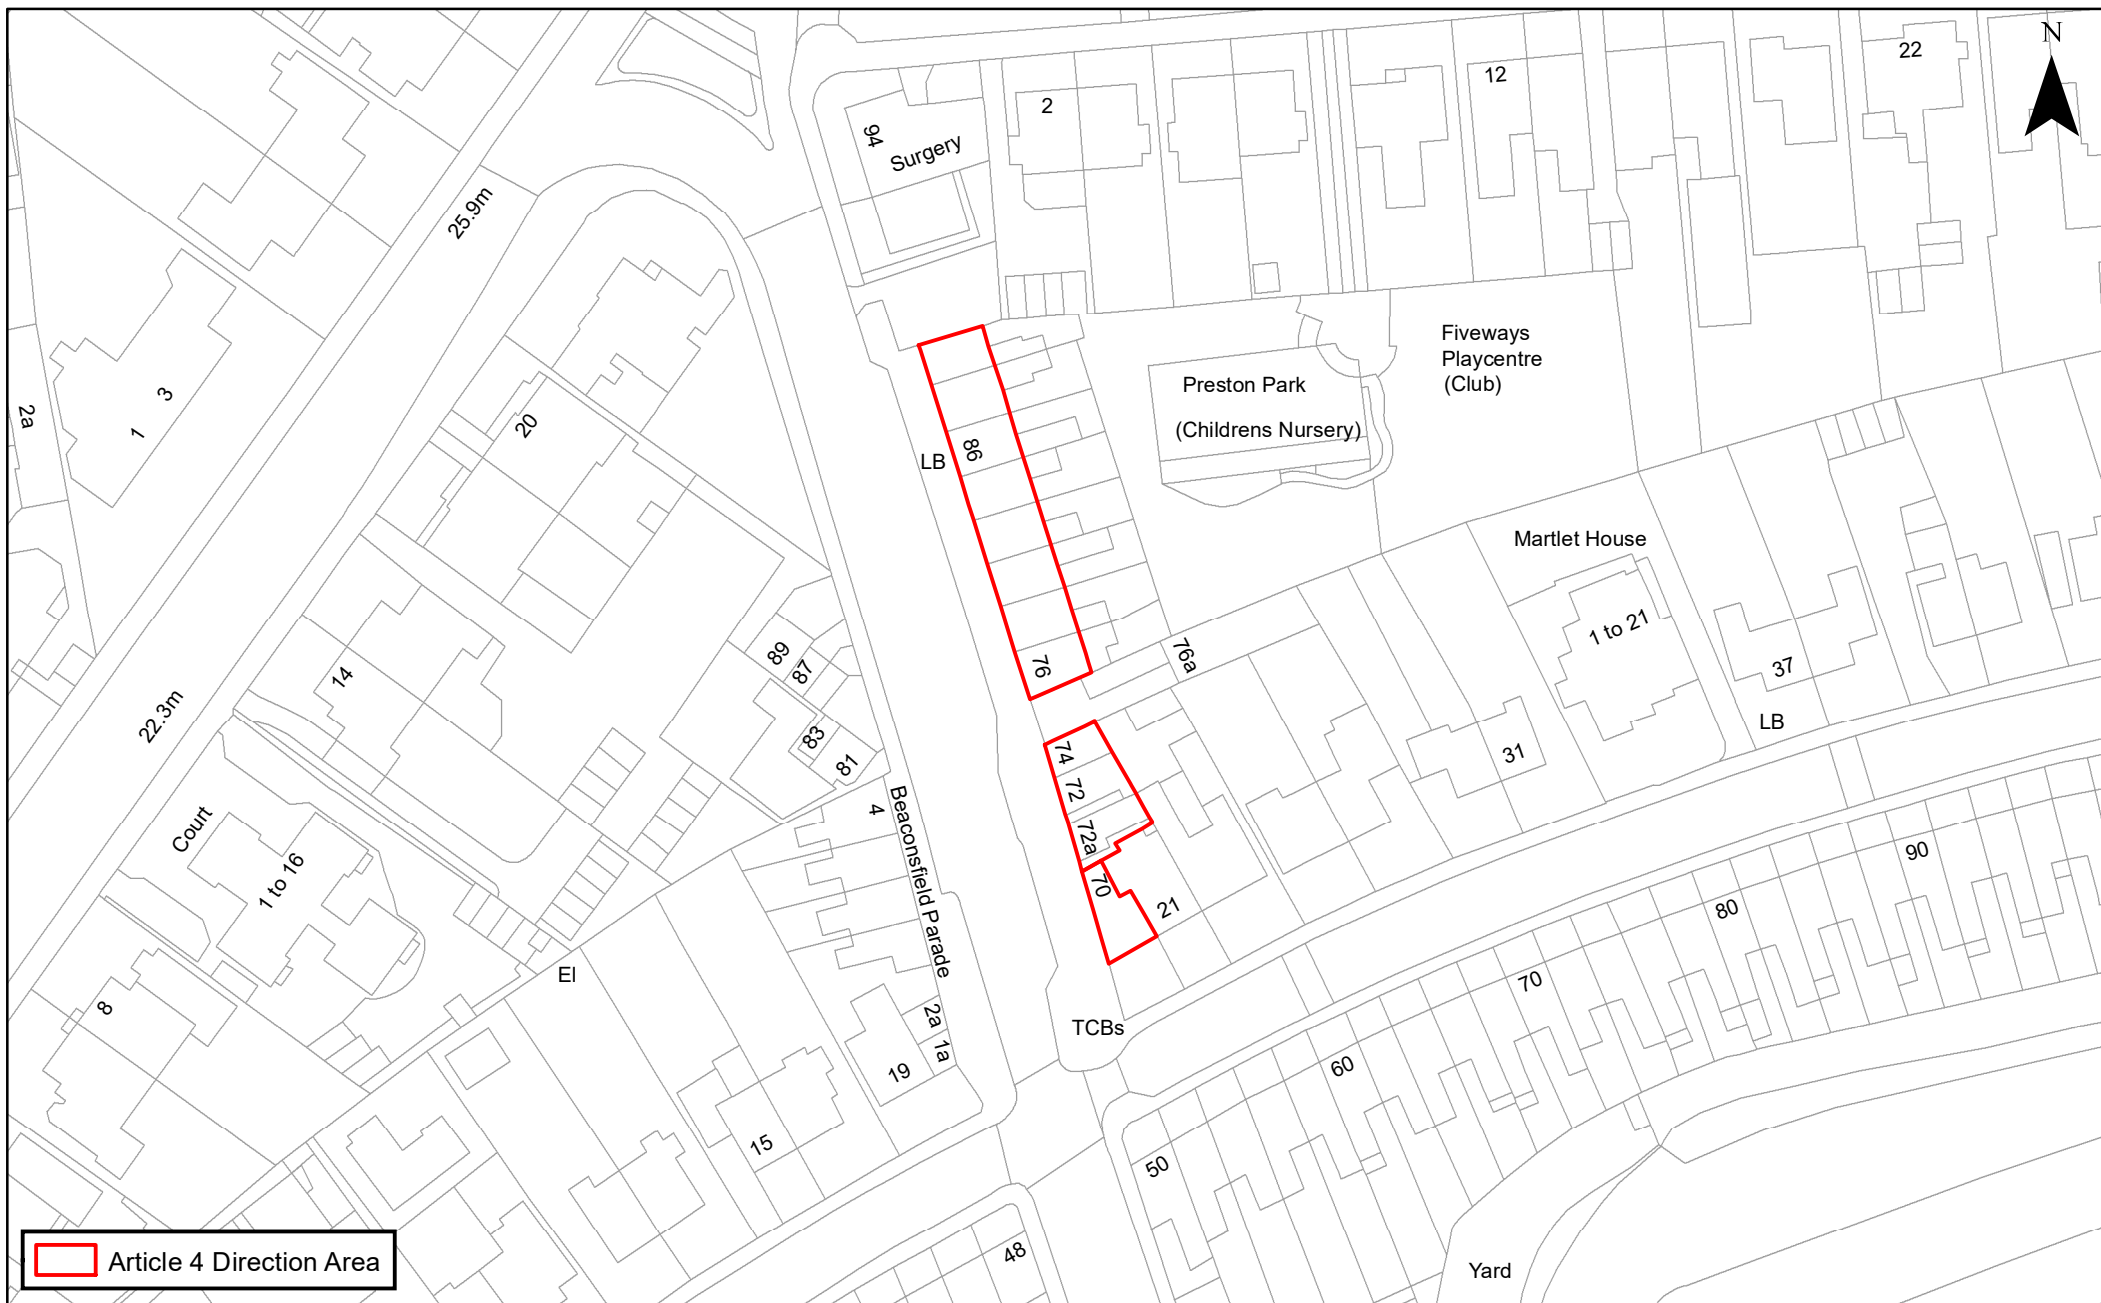 N
22
12
2
94
Surgery
25.9m
Fiveways
Playcentre
(Club)
Preston Park
(Childrens Nursery)
2a
1
3
20
86
LB
Martlet House
1 to 21
76a
76
37
89
87
14
22.3m
83
81
LB
74
72
72a
31
4
Beaconsfield Parade
Court
1 to 16
70
21
90
80
70
El
8
2a
1a
19
TCBs
60
15
50
48
Yard
Article 4 Direction Area